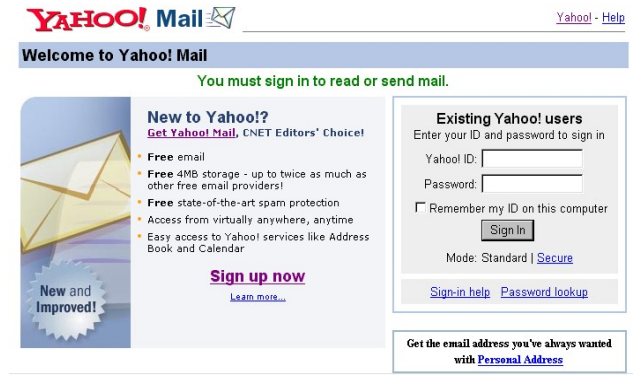 YAHOO! Mail
Yahoo! - Help
Welcome to Yahoo! Mail
You must sign in to read or send mail.
New to Yahoo!?
Get Yahoo! Mail, CNET Editors' Choice!
Free email
Free 4MB storage - up to twice as much as
other free email providers!
Free state-of-the-art spam protection
Access from virtually anywhere, anytime
Easy access to Yahoo! services like Address
Book and Calendar
Sign up now
Learn more...
New and
Improved!
Existing Yahoo! users
Enter your ID and password to sign in
Yahoo! ID:
Password:
Remember my ID on this computer
Sign In
Mode: Standard | Secure
Sign-in help Password lookup
Get the email address you've always wanted
with Personal Address